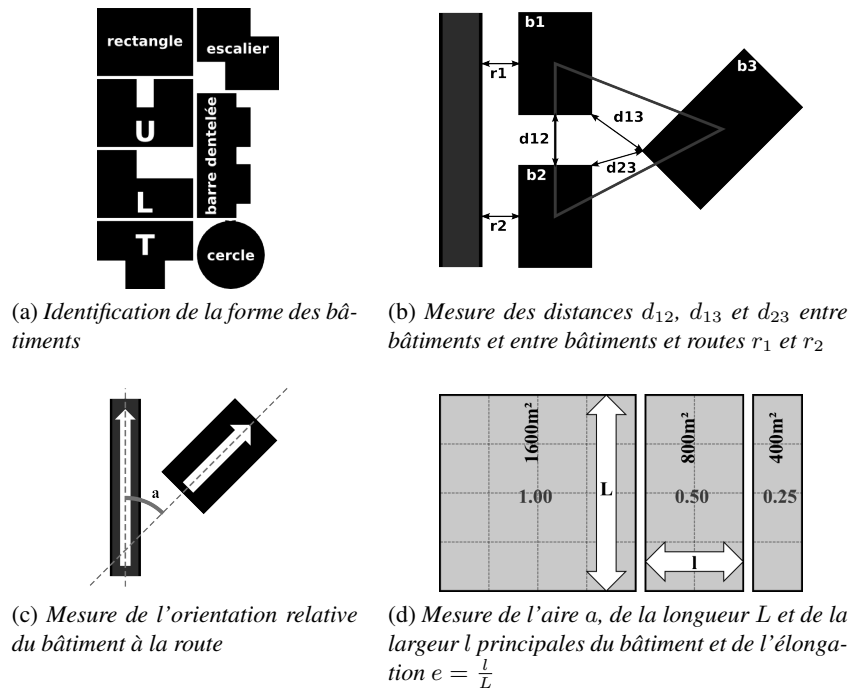 rectangle
escalier
U
barre dentelée
L
T
cercle
(a) Identification de la forme des bâ-
timents
b1
b3
r1
d13
d12
d23
b2
r2
(b) Mesure des distances d12, d13 et d23 entre
bâtiments et entre bâtiments et routes r1 et r2
a
(c) Mesure de l'orientation relative
du bâtiment à la route
1600m²
800m²
400m²
1.00
L
0.50
0.25
l
(d) Mesure de l'aire a, de la longueur L et de la
largeur l principales du bâtiment et de l'élonga-
tion e = l/L